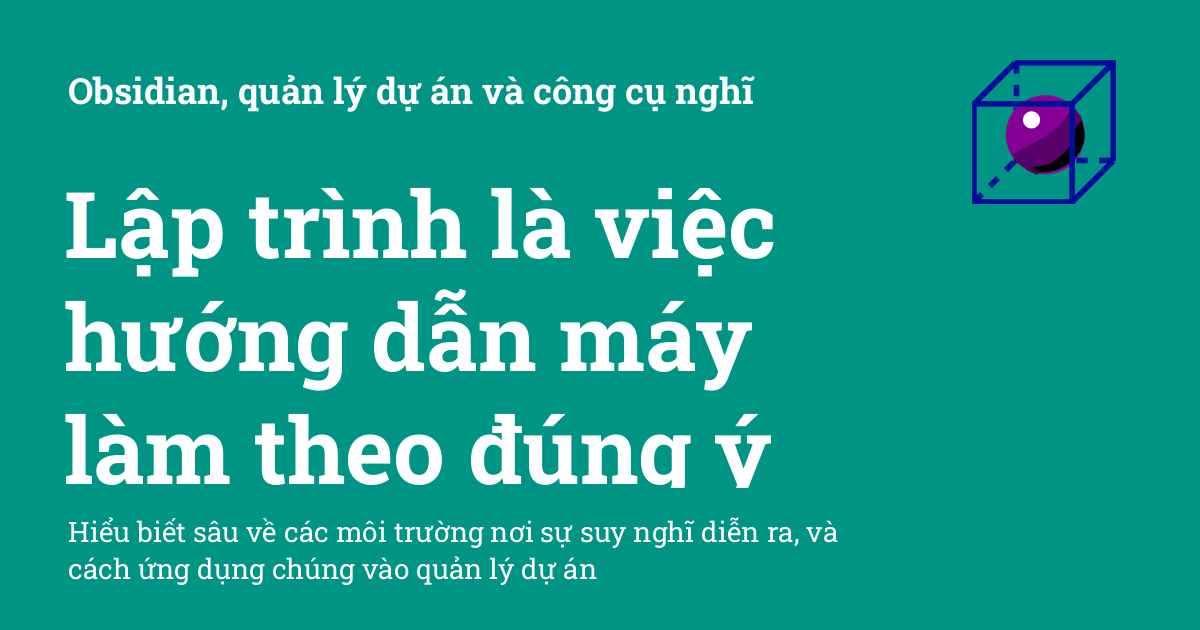 Obsidian, quản lý dự án và công cụ nghĩ
Lập trình là việc
hướng dẫn máy
làm theo đúng ý
Hiểu biết sâu về các môi trường nơi sự suy nghĩ diễn ra, và
cách ứng dụng chúng vào quản lý dự án